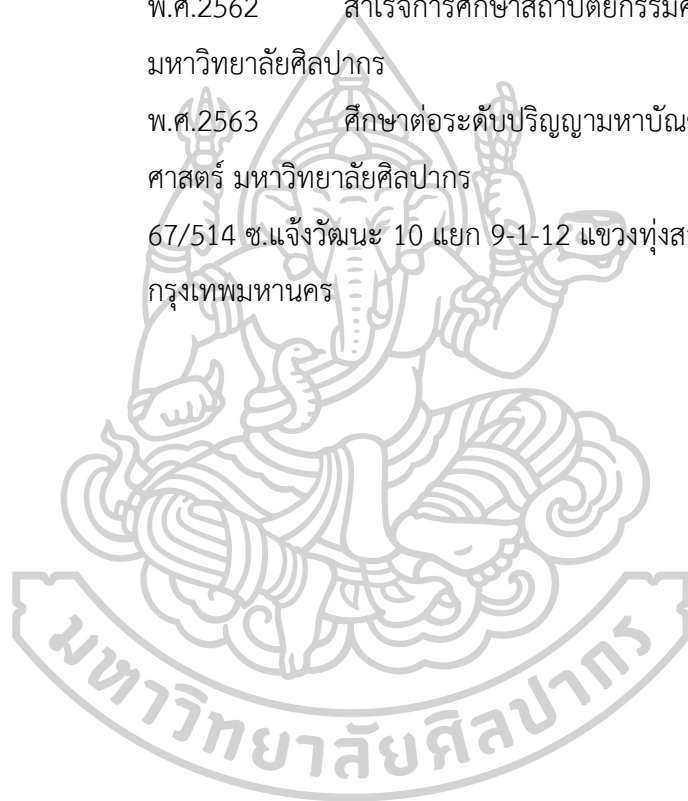 พ.ศ.2562 สำเร็จการศึกษาสถาปัตยกรรม
มหาวิทยาลัยศิลปากร
พ.ศ.2563 ศึกษาต่อระดับปริญญามหาบัณ
ศาสตร์ มหาวิทยาลัยศิลปากร
67/514 ซ.แจ้งวัฒนะ 10 แยก 9-1-12 แขวงทุ่งส
กรุงเทพมหานคร
มหาวิทยาลัยศิลปากร